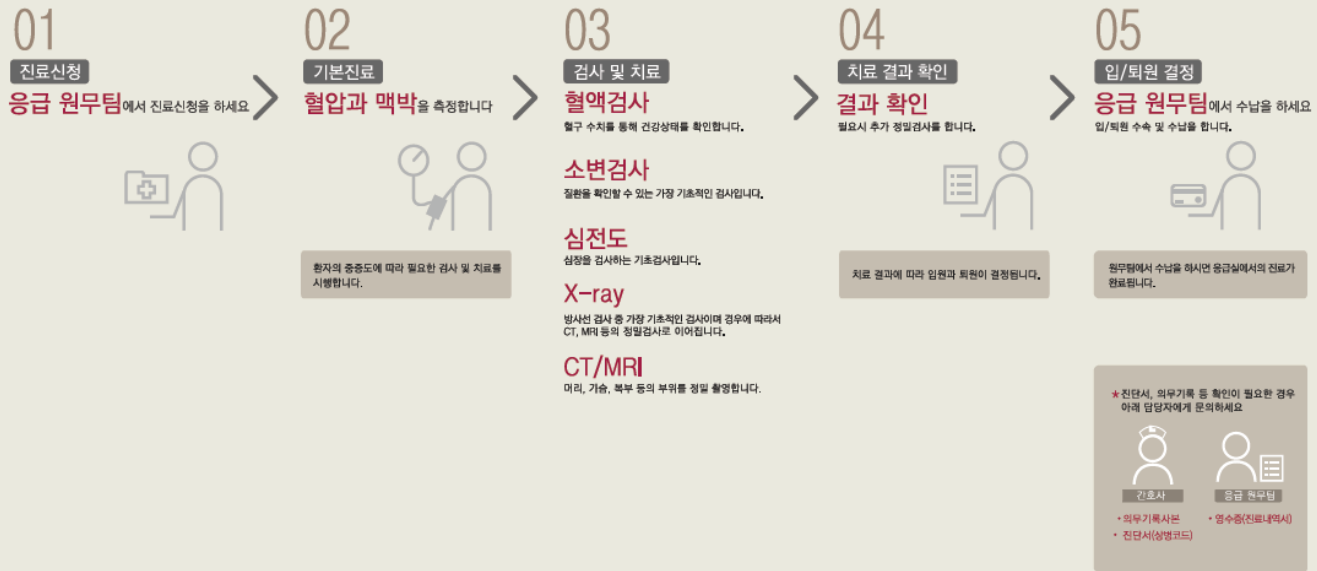 01
진료신청
응급 원무팀에서 진료신청을 하세요
02
기본진료
혈압과 맥박을 측정합니다
환자의 중증도에 따라 필요한 검사 및 치료를
시행합니다.
03
검사 및 치료
혈액검사
혈구 수치를 통해 건강상태를 확인합니다.
소변검사
질환을 확인할 수 있는 가장 기초적인 검사입니다.
심전도
심장을 검사하는 기초검사입니다.
X-ray
방사선 검사 중 가장 기초적인 검사이며 경우에 따라서
CT, MRI 등의 정밀검사로 이어집니다.
CT/MRI
머리, 가슴, 복부 등의 부위를 정밀 촬영합니다.
04
치료 결과 확인
결과 확인
필요시 추가 정밀검사를 합니다.
치료 결과에 따라 입원과 퇴원이 결정됩니다.
05
입/퇴원 결정
응급 원무팀에서 수납을 하세요
입/퇴원 수속 및 수납을 합니다.
원무팀에서 수납을 하시면 응급실에서의 진료가
완료됩니다.
★진단서, 의무기록 등 확인이 필요한 경우
아래 담당자에게 문의하세요
간호사
• 의무기록사본
• 진단서(상병코드)
응급 원무팀
• 영수증(진료내역서)